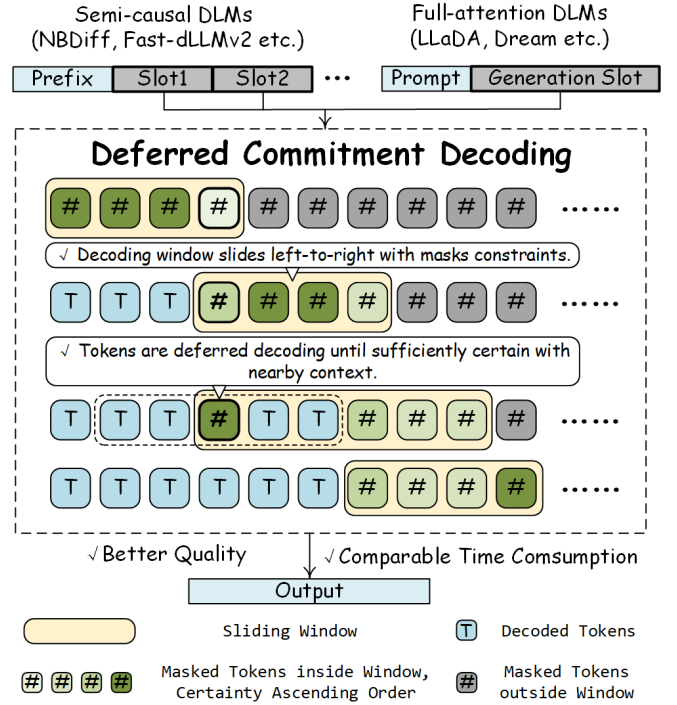 Semi-causal DLMs
(NBDiff, Fast-dLLMv2 etc.)
Full-attention DLMs
(LLaDA, Dream etc.)
Prefix Slot1 Slot2 ... Prompt Generation Slot
Deferred Commitment Decoding
# # # # # # # # # # ......
√ Decoding window slides left-to-right with masks constraints.
T T T # # # # # # # ......
√ Tokens are deferred decoding until sufficiently certain with
nearby context.
T T T # T T # # # # ......
T T T T T T # # # # ......
√ Better Quality
√ Comparable Time Comsumption
Output
Sliding Window
T Decoded Tokens
# # # # Masked Tokens inside Window,
Certainty Ascending Order
# Masked Tokens
outside Window